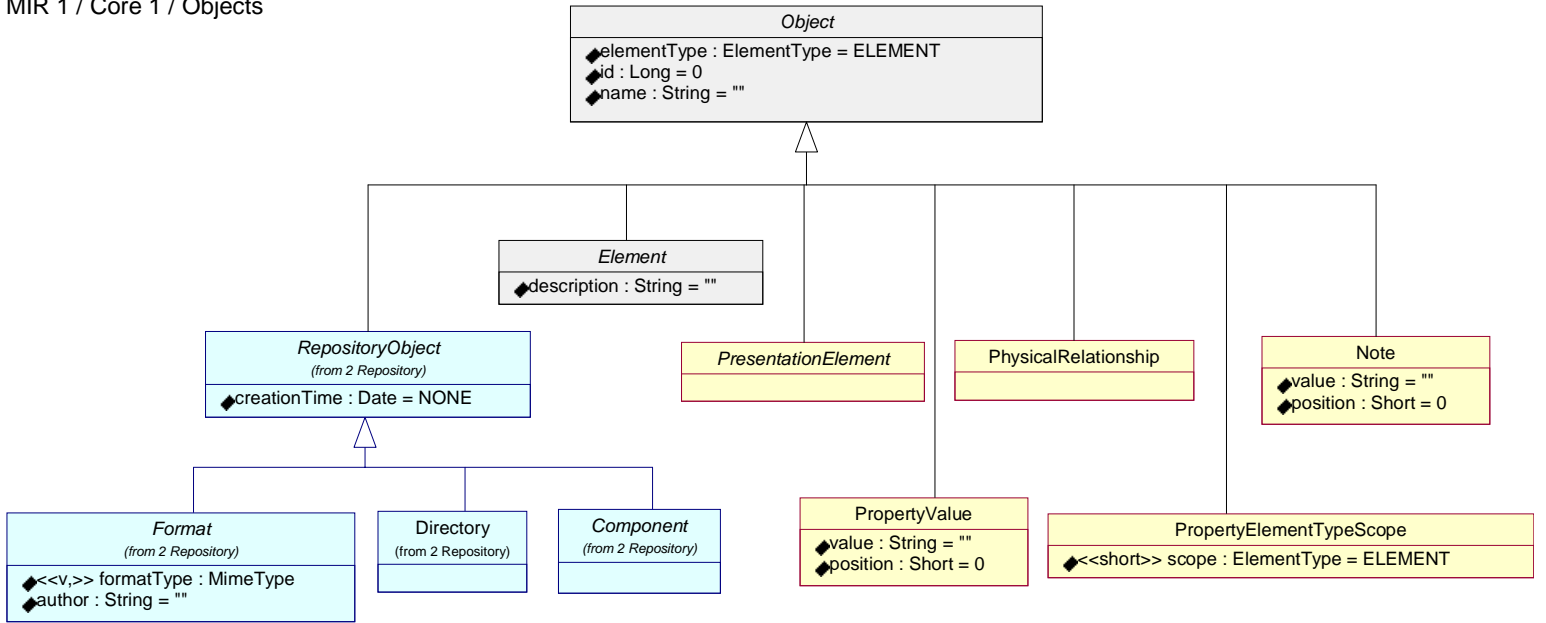 MIR 1 / Core 1 / Objects
Object
elementType : ElementType = ELEMENT
id : Long = 0
name : String = ""
Element
description : String = ""
RepositoryObject
(from 2 Repository)
creationTime : Date = NONE
PresentationElement
PhysicalRelationship
Note
value : String = ""
position : Short = 0
Format
(from 2 Repository)
<<v,>> formatType : MimeType
author : String = ""
Directory
(from 2 Repository)
Component
(from 2 Repository)
PropertyValue
value : String = ""
position : Short = 0
PropertyElementTypeScope
<<short>> scope : ElementType = ELEMENT